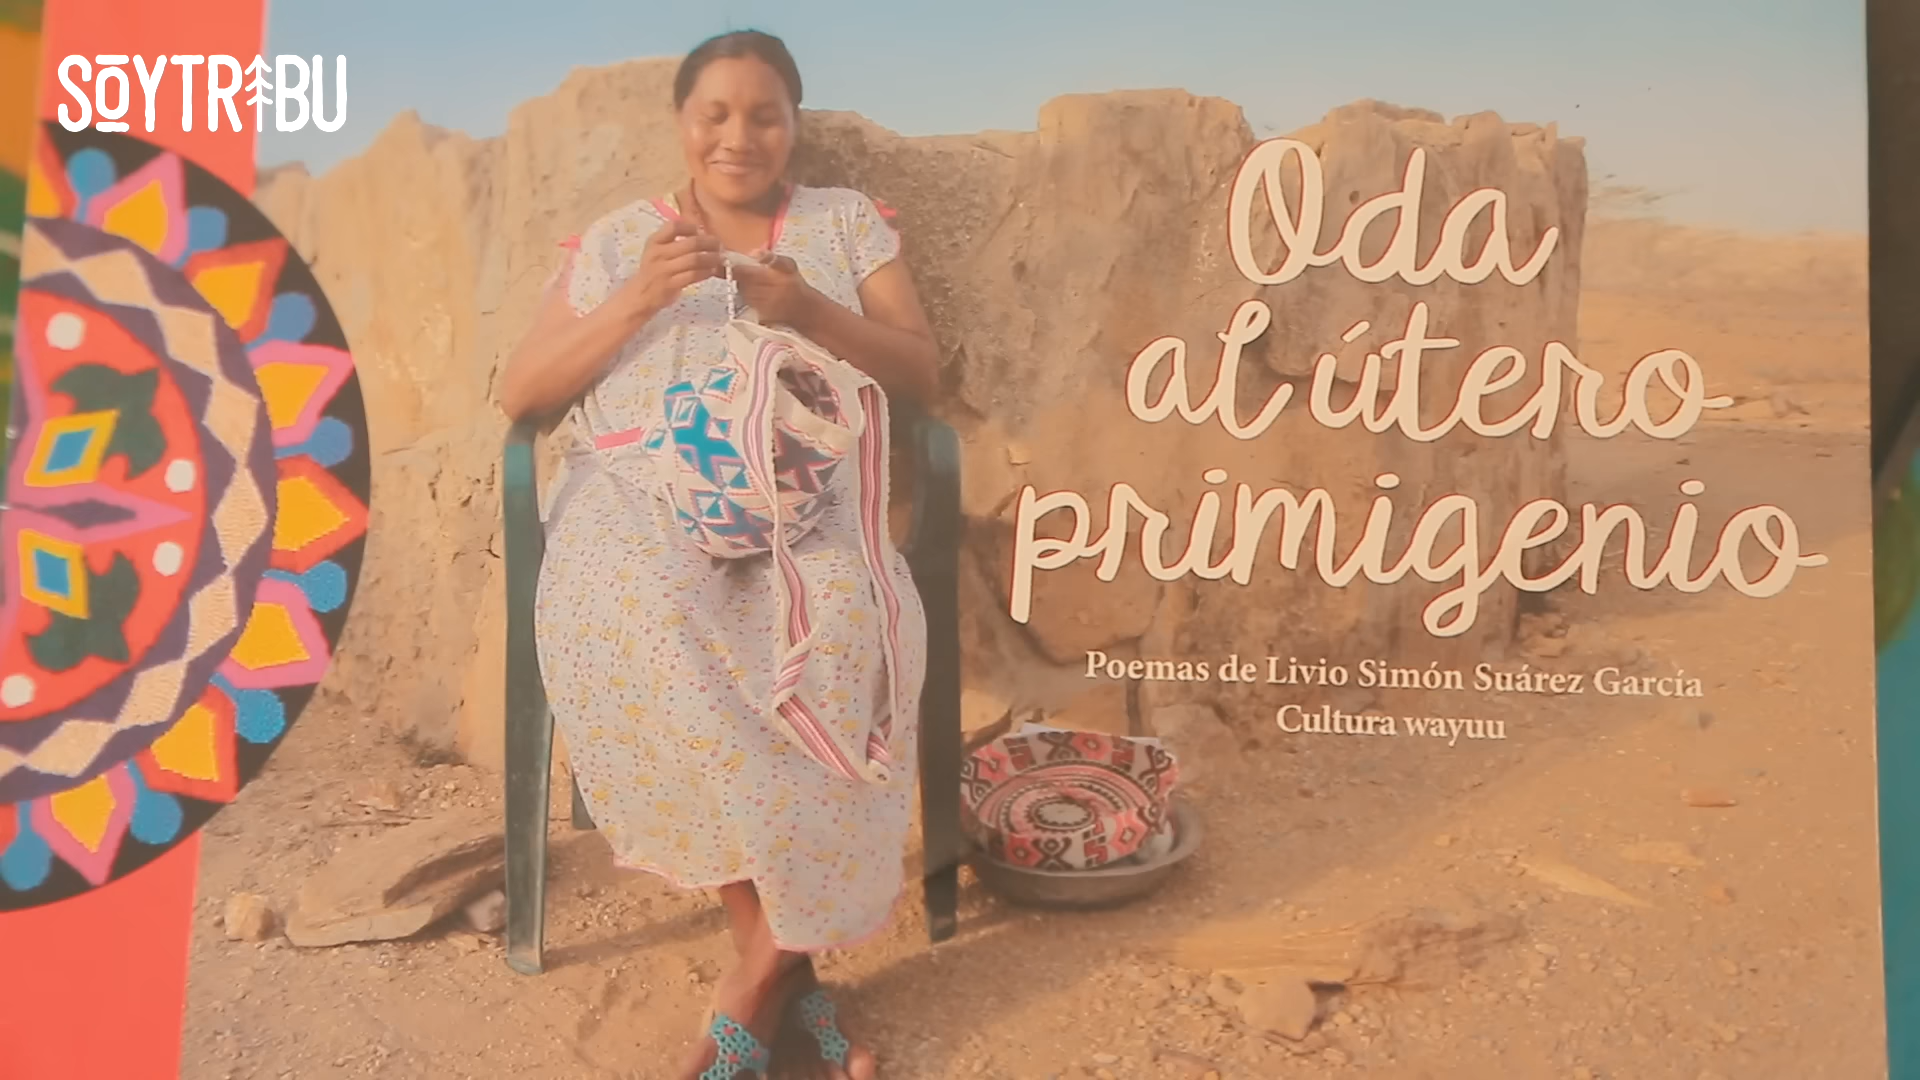 SOYTRIBU
Oda
al útero
primigenio
Poemas de Livio Simón Suárez García
Cultura wayuu